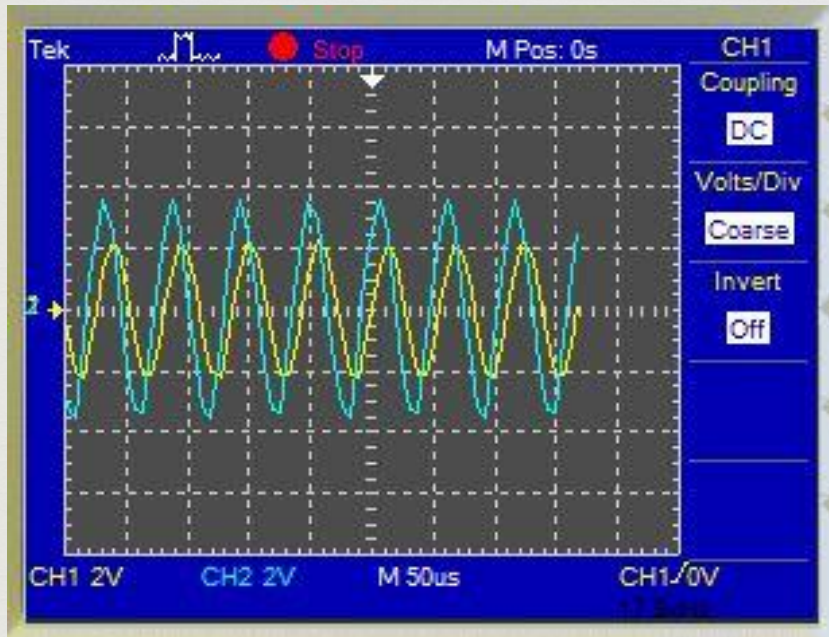 Tek Stop M Pos: 0s CH1
Coupling
DC
Volts/Div
Coarse
Invert
Off
2
CH1 2V CH2 2V M 50us CH1 0V